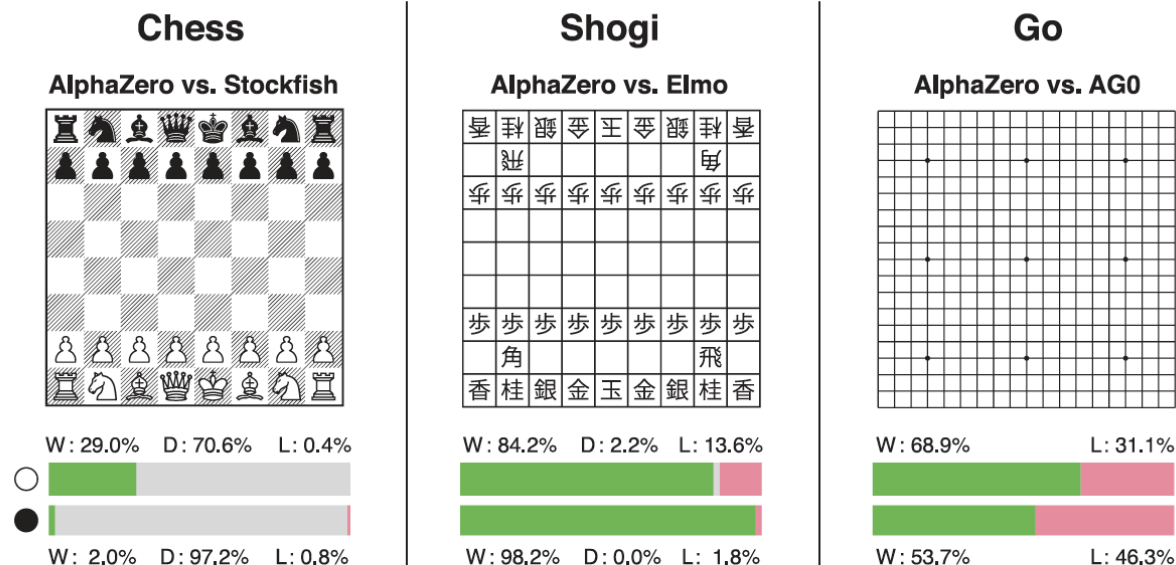 Chess
AlphaZero vs. Stockfish
W: 29.0% D: 70.6% L: 0.4%
W: 2.0% D: 97.2% L: 0.8%
Shogi
AlphaZero vs. Elmo
香桂銀金玉金銀桂香
飛角
歩歩歩歩歩歩歩歩歩
歩歩歩歩歩歩歩歩歩
角飛
香桂銀金玉金銀桂香
W: 84.2% D: 2.2% L: 13.6%
W: 98.2% D: 0.0% L: 1.8%
Go
AlphaZero vs. AG0
W: 68.9% L: 31.1%
W: 53.7% L: 46.3%